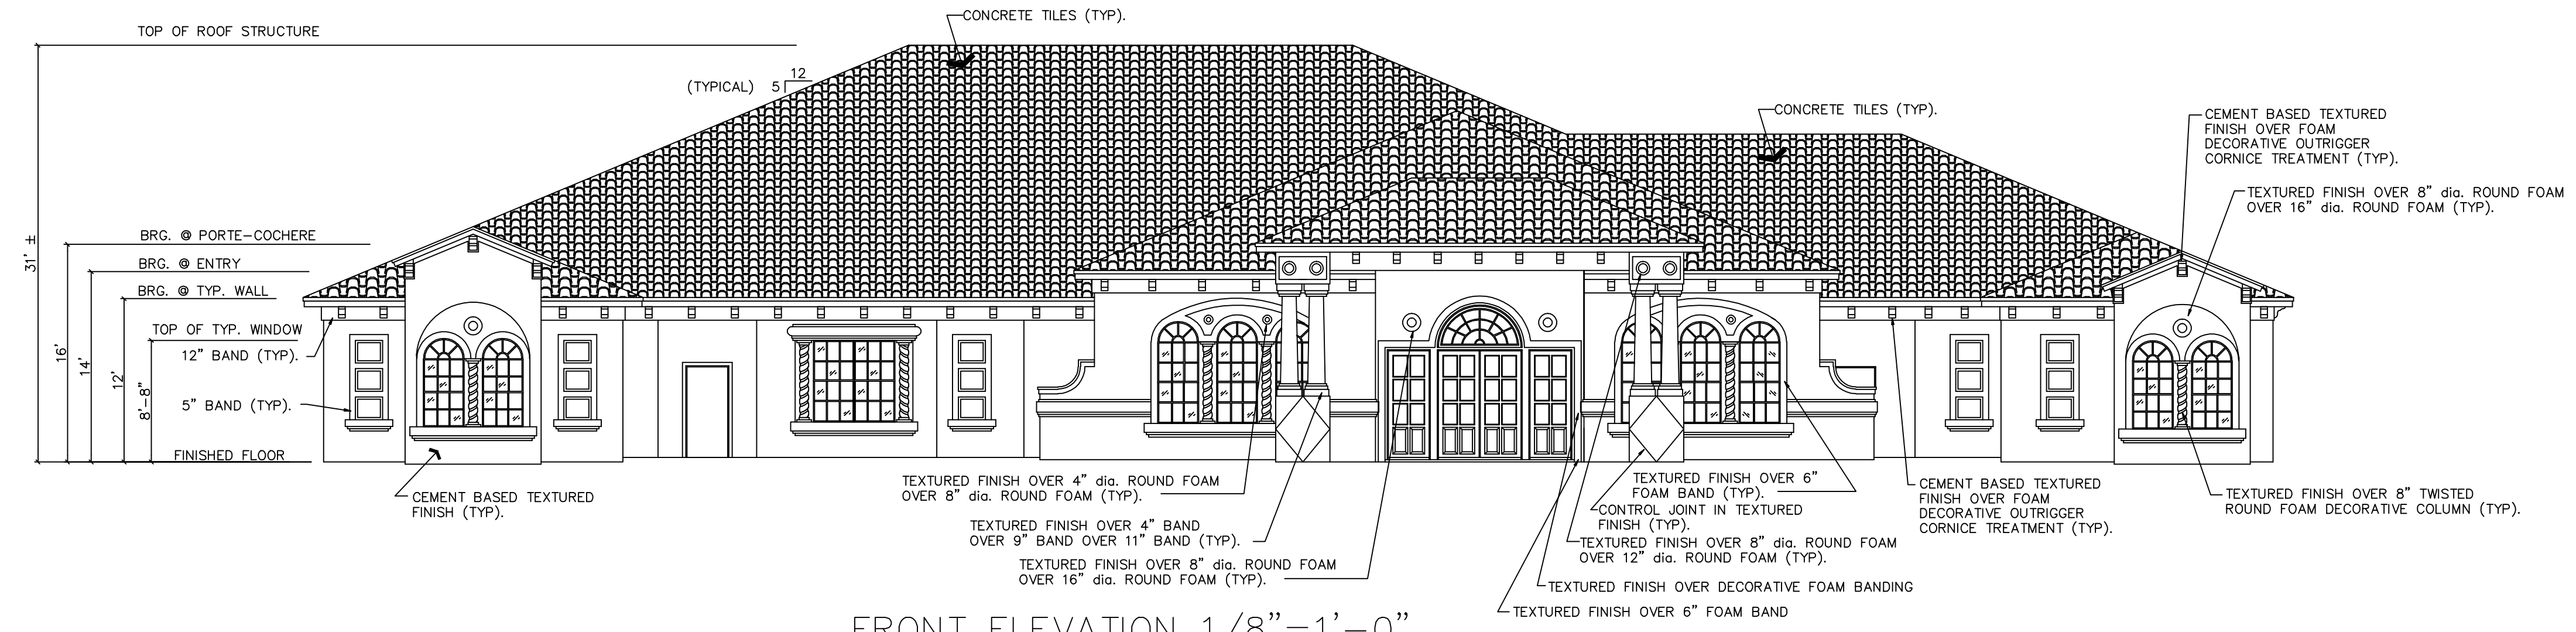 CONCRETE TILES (TYP).
TOP OF ROOF STRUCTURE
12
(TYPICAL) 5
CONCRETE TILES (TYP).
CEMENT BASED TEXTURED
FINISH OVER FOAM
DECORATIVE OUTRIGGER
CORNICE TREATMENT (TYP).
TEXTURED FINISH OVER 8" dia. ROUND FOAM
OVER 16" dia. ROUND FOAM (TYP).
31' ±
BRG. @ PORTE-COCHERE
BRG. @ ENTRY
BRG. @ TYP. WALL
TOP OF TYP. WINDOW
12" BAND (TYP).
16'
14'
12'
8'-8"
5" BAND (TYP).
FINISHED FLOOR
CEMENT BASED TEXTURED
FINISH (TYP).
TEXTURED FINISH OVER 4" dia. ROUND FOAM
OVER 8" dia. ROUND FOAM (TYP).
TEXTURED FINISH OVER 4" BAND
OVER 9" BAND OVER 11" BAND (TYP).
TEXTURED FINISH OVER 8" dia. ROUND FOAM
OVER 16" dia. ROUND FOAM (TYP).
TEXTURED FINISH OVER 6"
FOAM BAND (TYP).
CONTROL JOINT IN TEXTURED
FINISH (TYP).
TEXTURED FINISH OVER 8" dia. ROUND FOAM
OVER 12" dia. ROUND FOAM (TYP).
TEXTURED FINISH OVER DECORATIVE FOAM BANDING
TEXTURED FINISH OVER 6" FOAM BAND
CEMENT BASED TEXTURED
FINISH OVER FOAM
DECORATIVE OUTRIGGER
CORNICE TREATMENT (TYP).
TEXTURED FINISH OVER 8" TWISTED
ROUND FOAM DECORATIVE COLUMN (TYP).
FRONT ELEVATION 1/8"=1'-0"